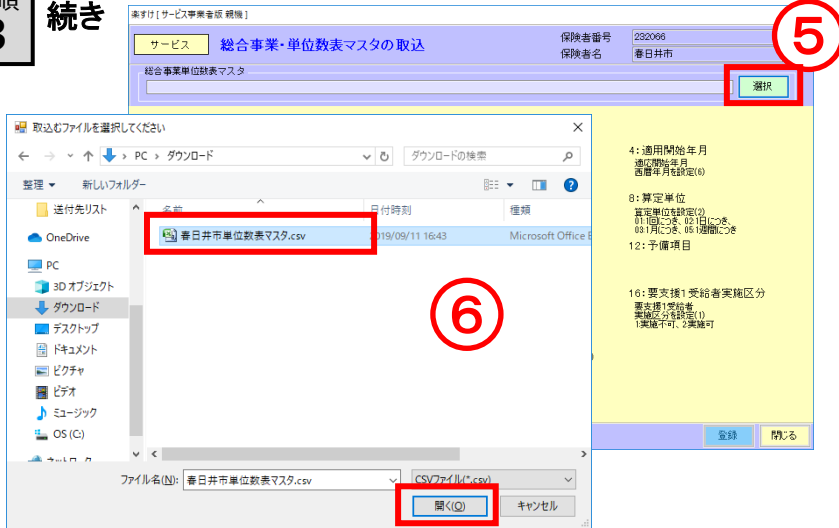 順
3
続き
楽すけ[サービス事業者版 親機]
サービス
総合事業・単位数表マスタの取込
保険者番号 232066
保険者名 春日井市
⑤
総合事業単位数表マスタ
選択
取込むファイルを選択してください
PC › ダウンロード
ダウンロードの検索
整理 新しいフォルダー
送付先リスト
OneDrive
PC
3D オブジェクト
ダウンロード
デスクトップ
ドキュメント
ピクチャ
ビデオ
ミュージック
OS (C:)
ネットワーク
名前 日付時刻 種類
春日井市単位数表マスタ.csv 2019/09/11 16:43 Microsoft Office E
⑥
ファイル名(N): 春日井市単位数表マスタ.csv
CSVファイル(*.csv)
開く(O)
キャンセル
4:適用開始年月
適応開始年月
西暦年月を設定(6)
8:算定単位
算定単位を設定(2)
01:1回につき、02:1日につき、
03:1月につき、05:1週間につき
12:予備項目
16:要支援1受給者実施区分
要支援1受給者
実施区分を設定(1)
1:実施不可、2:実施可
登録
閉じる